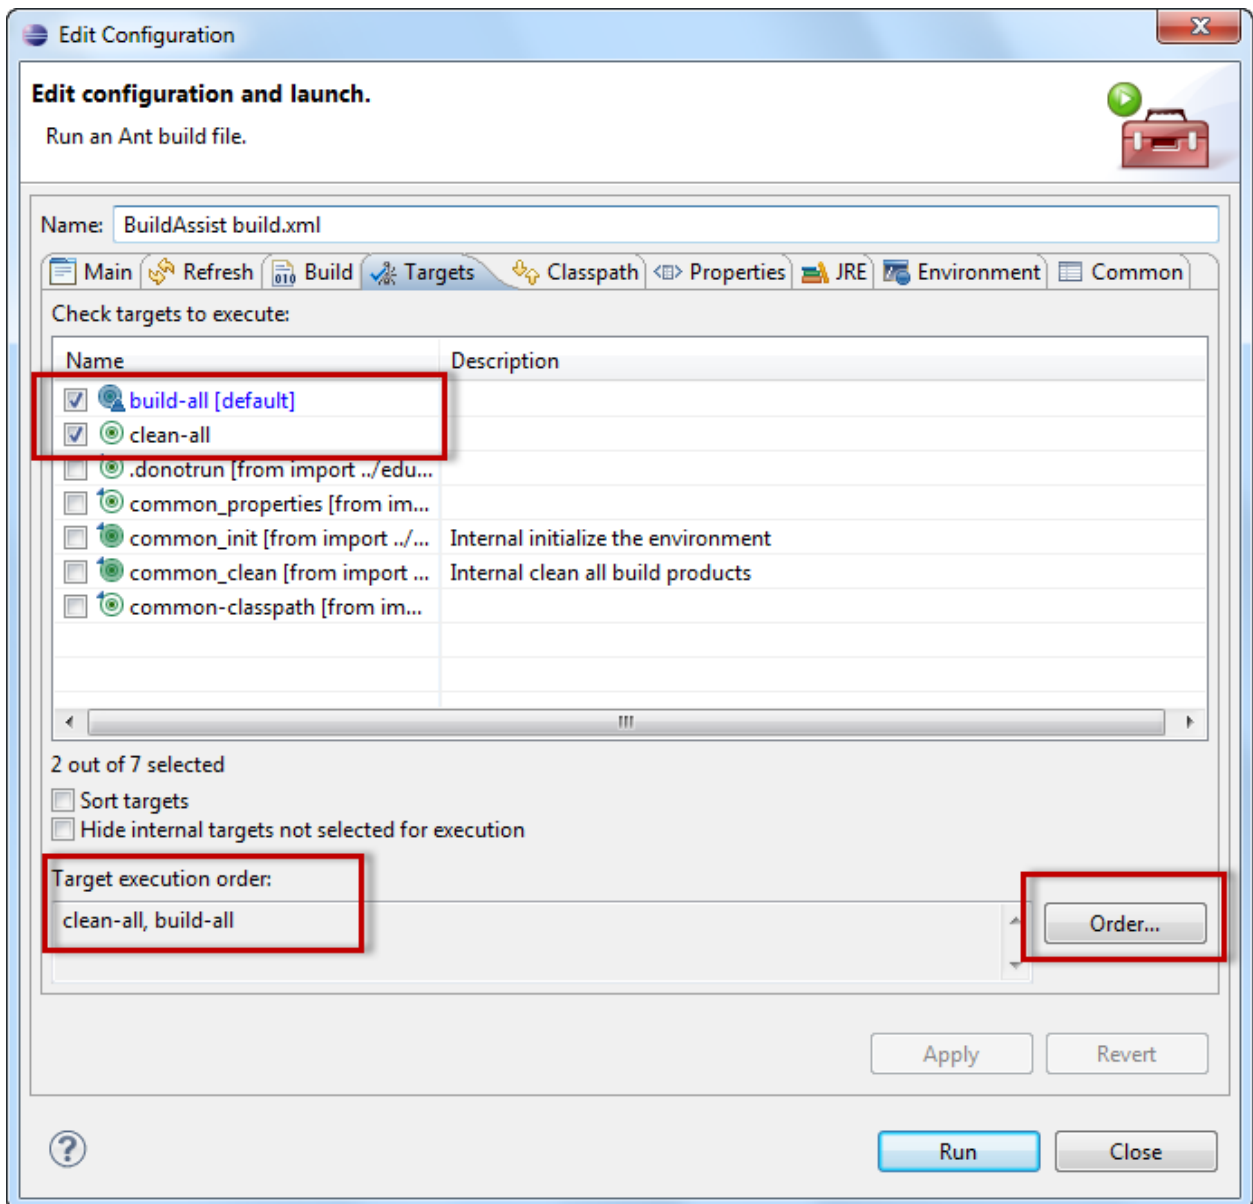 Edit Configuration
Edit configuration and launch.
Run an Ant build file.
Name: BuildAssist build.xml
Main Refresh Build Targets Classpath Properties JRE Environment Common
Check targets to execute:
Name Description
build-all [default]
clean-all
.donotrun [from import ../edu...
common_properties [from im...
common_init [from import ../... Internal initialize the environment
common_clean [from import ... Internal clean all build products
common-classpath [from im...
2 out of 7 selected
Sort targets
Hide internal targets not selected for execution
Target execution order:
clean-all, build-all
Order...
Apply Revert
Run Close